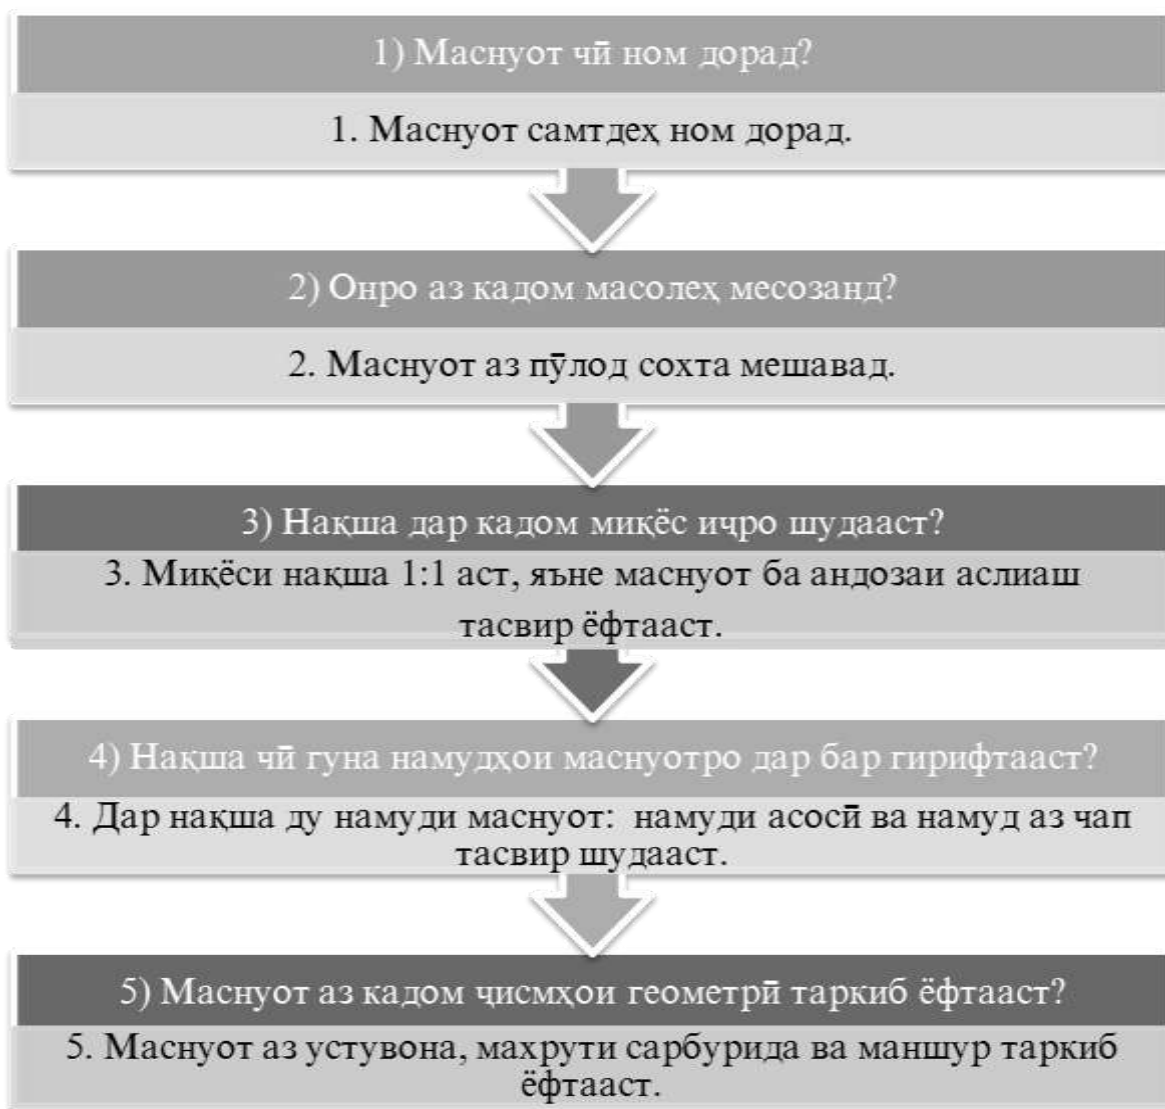 1) Маснуот чӣ ном дорад?
1. Маснуот самтдеҳ ном дорад.
2) Онро аз кадом масолеҳ месозанд?
2. Маснуот аз пӯлод сохта мешавад.
3) Нақша дар кадом миқёс иҷро шудааст?
3. Миқёси нақша 1:1 аст, яъне маснуот ба андозаи аслиаш
тасвир ёфтааст.
4) Нақша чӣ гуна намудҳои маснуотро дар бар гирифтааст?
4. Дар нақша ду намуди маснуот: намуди асосӣ ва намуд аз чап
тасвир шудааст.
5) Маснуот аз кадом ҷисмҳои геометрӣ таркиб ёфтааст?
5. Маснуот аз устувона, махрути сарбурида ва маншур таркиб
ёфтааст.